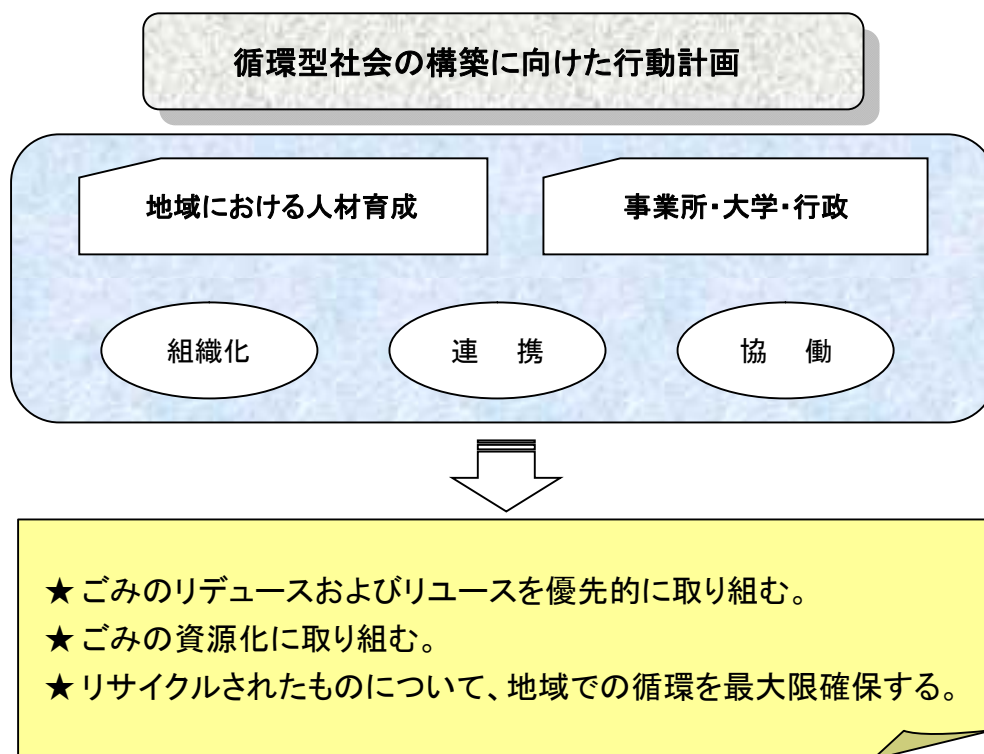 循環型社会の構築に向けた行動計画
地域における人材育成
事業所・大学・行政
組織化
連　携
協　働
★ ごみのリデュースおよびリユースを優先的に取り組む。
★ ごみの資源化に取り組む。
★ リサイクルされたものについて、地域での循環を最大限確保する。